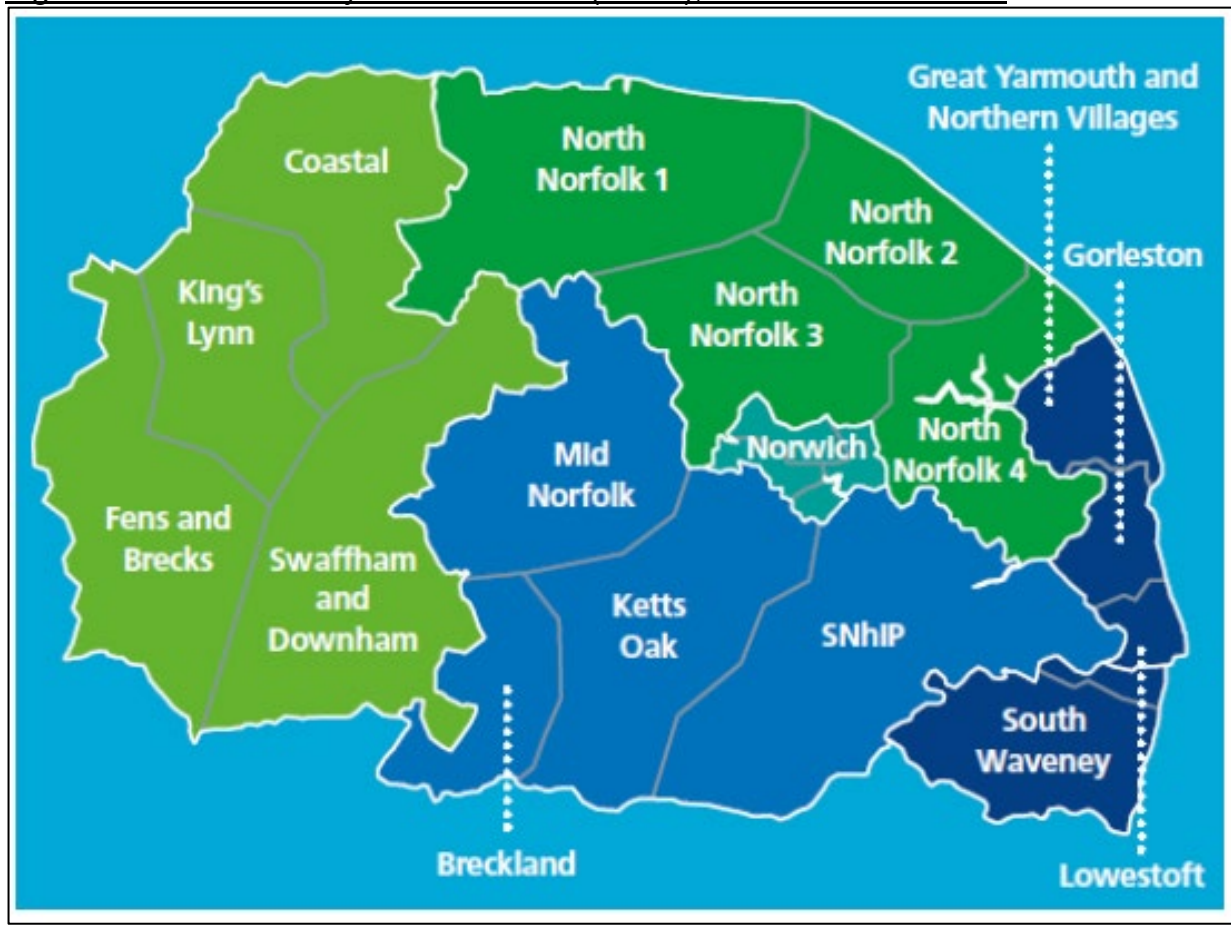 Great Yarmouth and
Northern Villages
North
Norfolk 1
Coastal
North
Norfolk 2
Gorleston
King's
Lynn
North
Norfolk 3
North
Norfolk 4
Norwich
Mid
Norfolk
Fens and
Brecks
Swaffham
and
Downham
Ketts
Oak
SNhIP
South
Waveney
Breckland
Lowestoft